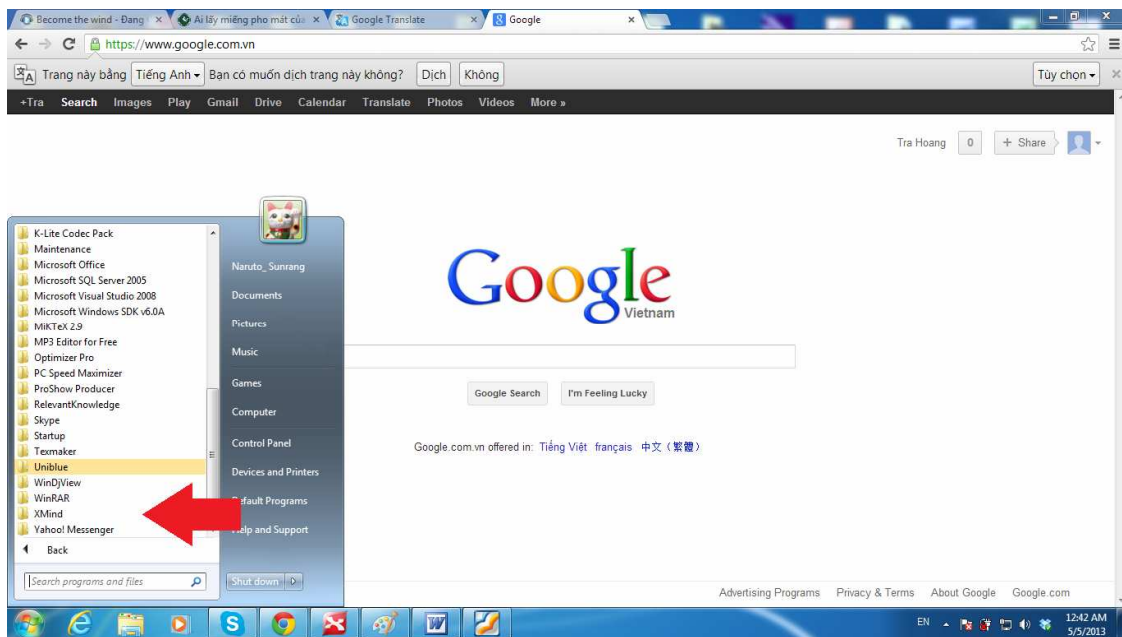 Become the wind - Đang
Ai lấy miếng pho mát củ
Google Translate
Google
https://www.google.com.vn
Trang này bằng Tiếng Anh Bạn có muốn dịch trang này không? Dịch Không Tùy chọn
+Tra Search Images Play Gmail Drive Calendar Translate Photos Videos More »
Tra Hoang 0 + Share
K-Lite Codec Pack
Maintenance
Microsoft Office
Microsoft SQL Server 2005
Microsoft Visual Studio 2008
Microsoft Windows SDK v6.0A
MiKTeX 2.9
MP3 Editor for Free
Optimizer Pro
PC Speed Maximizer
ProShow Producer
RelevantKnowledge
Skype
Startup
Texmaker
Uniblue
WinDjView
WinRAR
XMind
Yahoo! Messenger
Back
Search programs and files
Naruto_Sunrang
Documents
Pictures
Music
Games
Computer
Control Panel
Devices and Printers
Default Programs
Help and Support
Shut down
Google
Vietnam
Google Search I'm Feeling Lucky
Google.com.vn offered in: Tiếng Việt français 中文 (繁體)
Advertising Programs Privacy & Terms About Google Google.com
EN
12:42 AM
5/5/2013